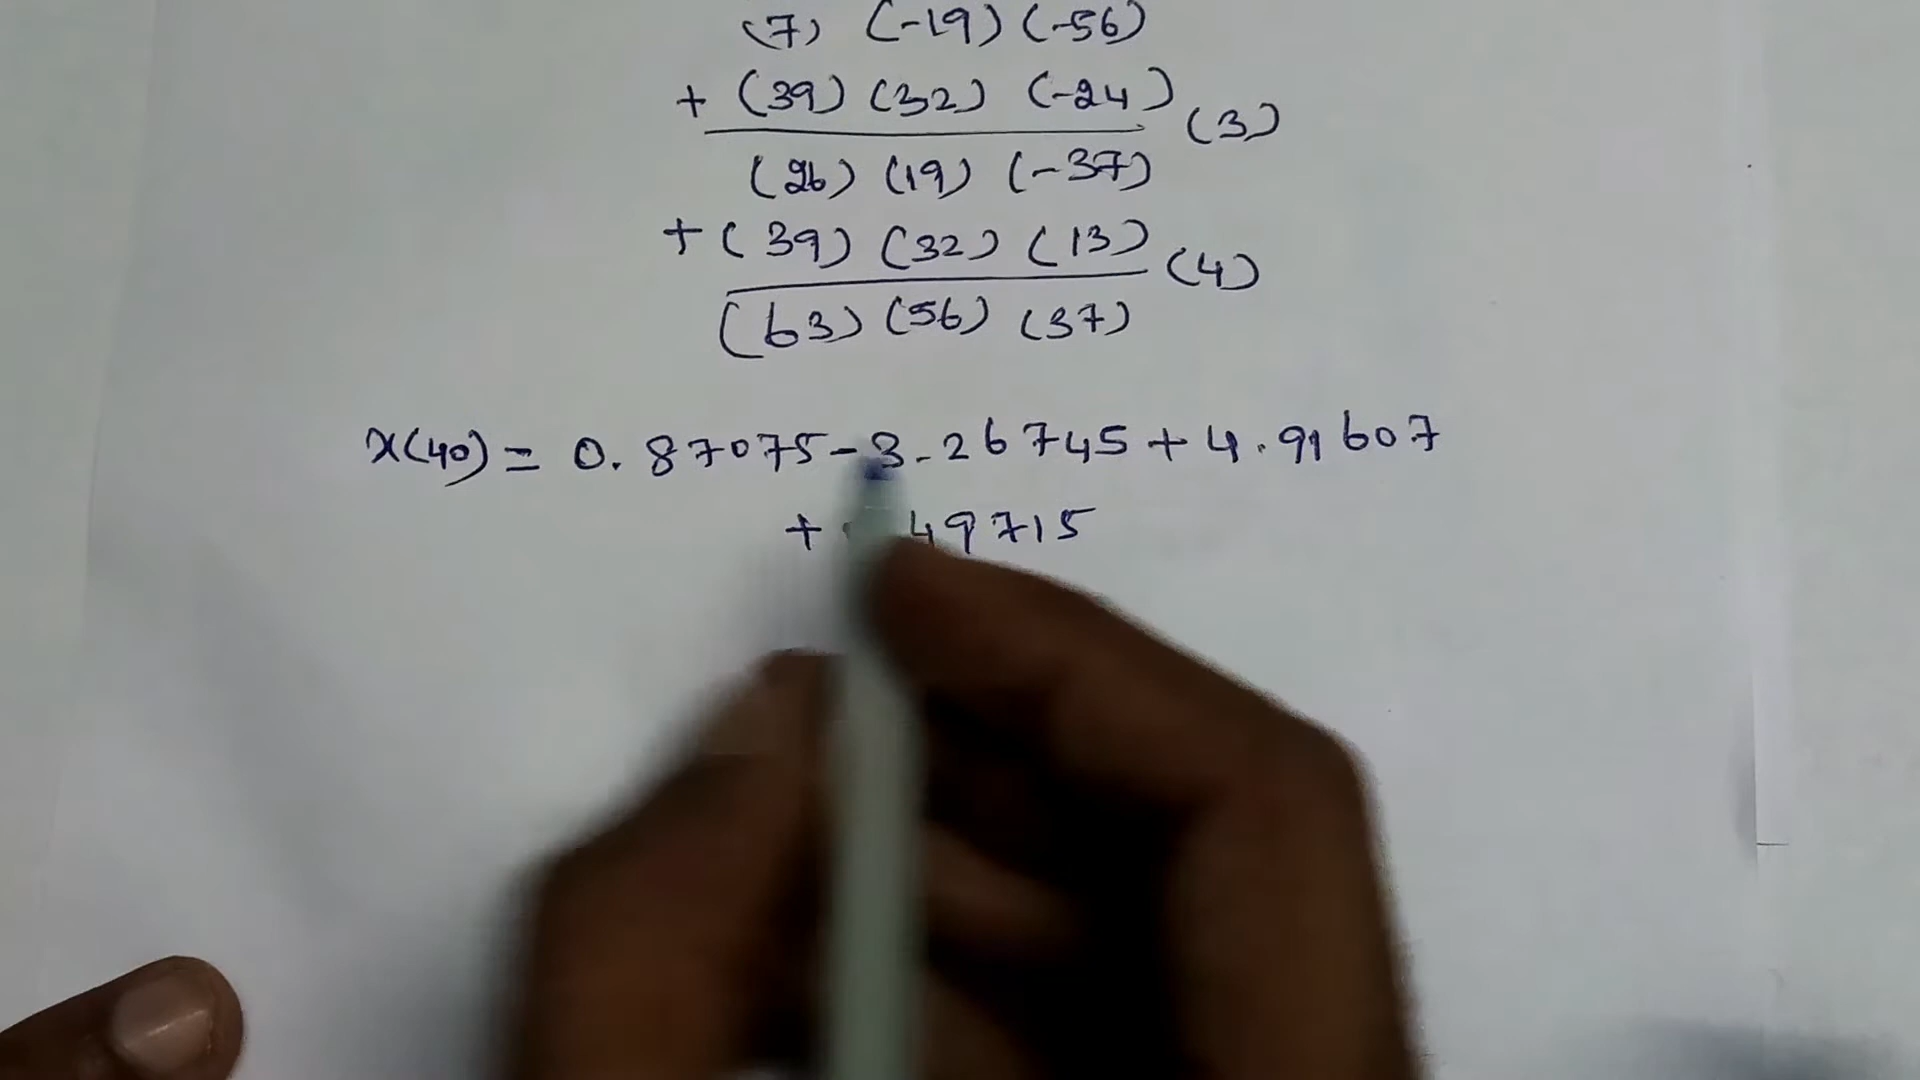 (7) (-19) (-56)
+ (39) (32) (-24) (3)
(26) (19) (-37)
+ (39) (32) (13) (4)
(63) (56) (37)
x(40) = 0.87075 - 3.26745 + 4.91607
+ 49715